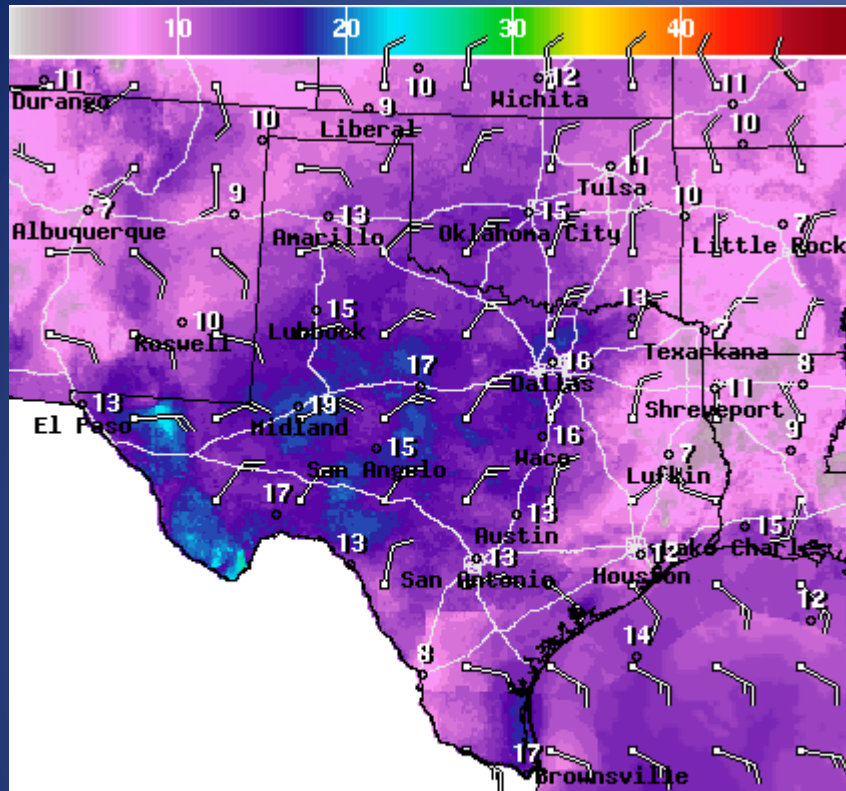 10 20 30 40
11 10 12 11
Durango Wichita
9
Liberal
10 10
11
Tulsa
7 9 13 15 10 7
Albuquerque Amarillo Oklahoma City Little Rock
10 15 13 7
Roswell Lubbock Texarkana
17 16 8
Dallas
13 19 11
El Paso Midland Shreveport
15 16 7 9
San Angelo Waco Lufkin
17 13 15
Austin
13 13 12 Lake Charles
San Antonio Houston
12
14
8
17
Brownsville